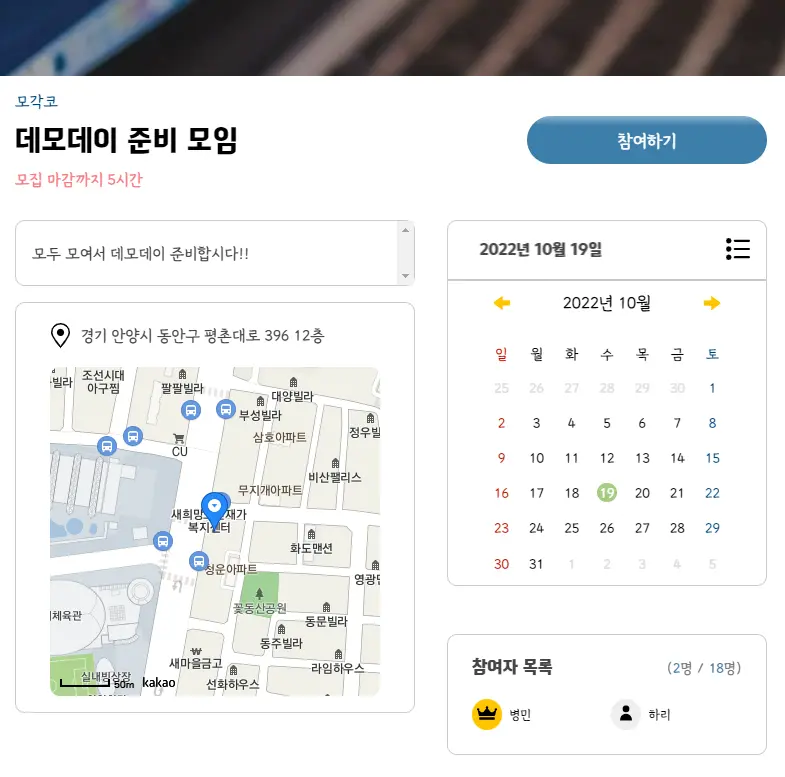 모각코
데모데이 준비 모임
참여하기
모집 마감까지 5시간
모두 모여서 데모데이 준비합시다!!
경기 안양시 동안구 평촌대로 396 12층
조선시대
아구찜
팔팔빌라
대양빌라
부성빌라
정우빌
삼호아파트
CU
비산팰리스
무지개아파트
복지센터
화도맨션
청운아파트
영광맨
꽃동산공원
동문빌라
체육관
동주빌라
새마을금고
라임하우스
실내빙상장
선화하우스
50m
kakao
2022년 10월 19일
2022년 10월
일 월 화 수 목 금 토
25 26 27 28 29 30 1
2 3 4 5 6 7 8
9 10 11 12 13 14 15
16 17 18 19 20 21 22
23 24 25 26 27 28 29
30 31 1 2 3 4 5
참여자 목록 (2명 / 18명)
병민 하리